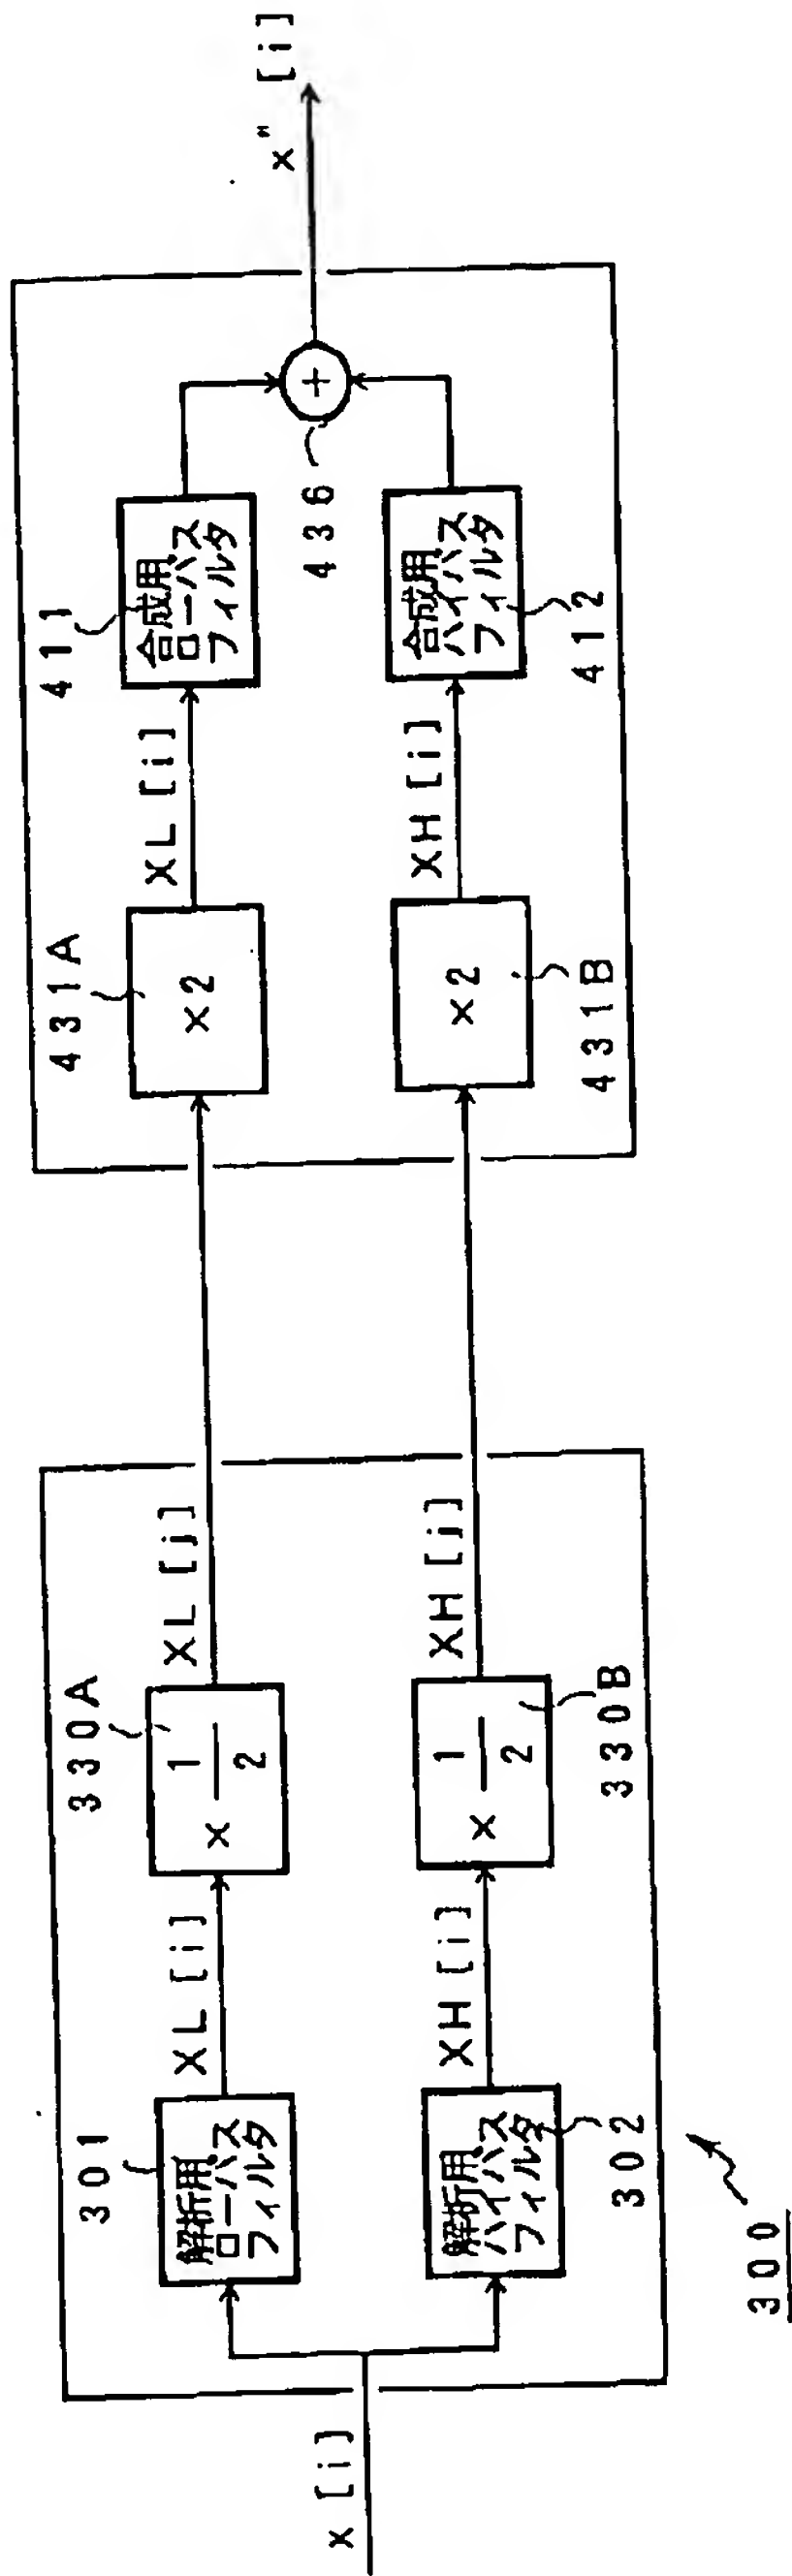 x [i]
301
解析用
ローパス
フィルタ
XL [i]
330A
× 1/2
XL [j]
431A
×2
XL [i]
411
合成用
ローパス
フィルタ
+
436
x" [i]
解析用
ハイパス
フィルタ
302
XH [i]
× 1/2
330B
XH [j]
×2
431B
XH [i]
合成用
ハイパス
フィルタ
412
300